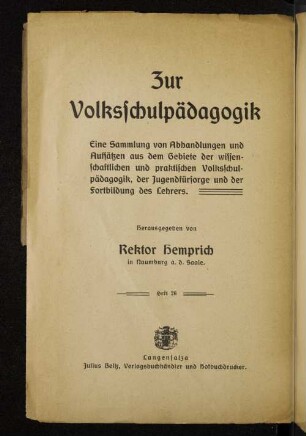 Zur
Volksschulpädagogik
Eine Sammlung von Abhandlungen und
Aufsätzen aus dem Gebiete der wissen-
schaftlichen und praktischen Volksschul-
pädagogik, der Jugendfürsorge und der
Fortbildung des Lehrers.
Herausgegeben von
Rektor Hemprich
in Naumburg a. d. Saale.
Heft 28
Langensalza
Julius Beltz, Verlagsbuchhändler und Hofbuchdrucker.